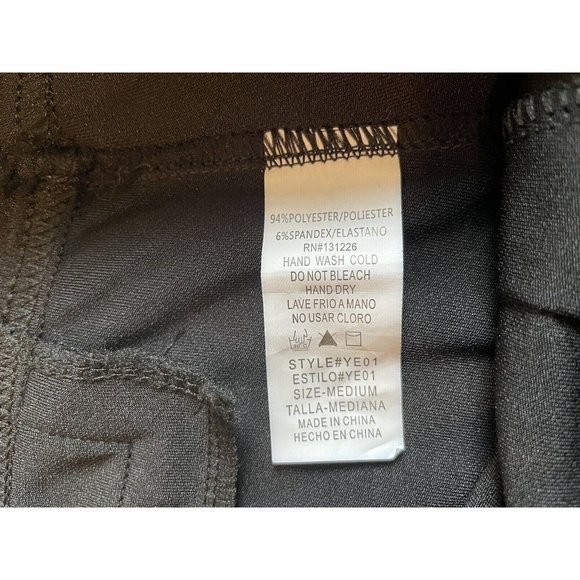 94%POLYESTER/POLIESTER
6%SPANDEX/ELASTANO
RN#131226
HAND WASH COLD
DO NOT BLEACH
HAND DRY
LAVE FRIO A MANO
NO USAR CLORO
STYLE#YE01
ESTILO#YE01
SIZE-MEDIUM
TALLA-MEDIANA
MADE IN CHINA
HECHO EN CHINA